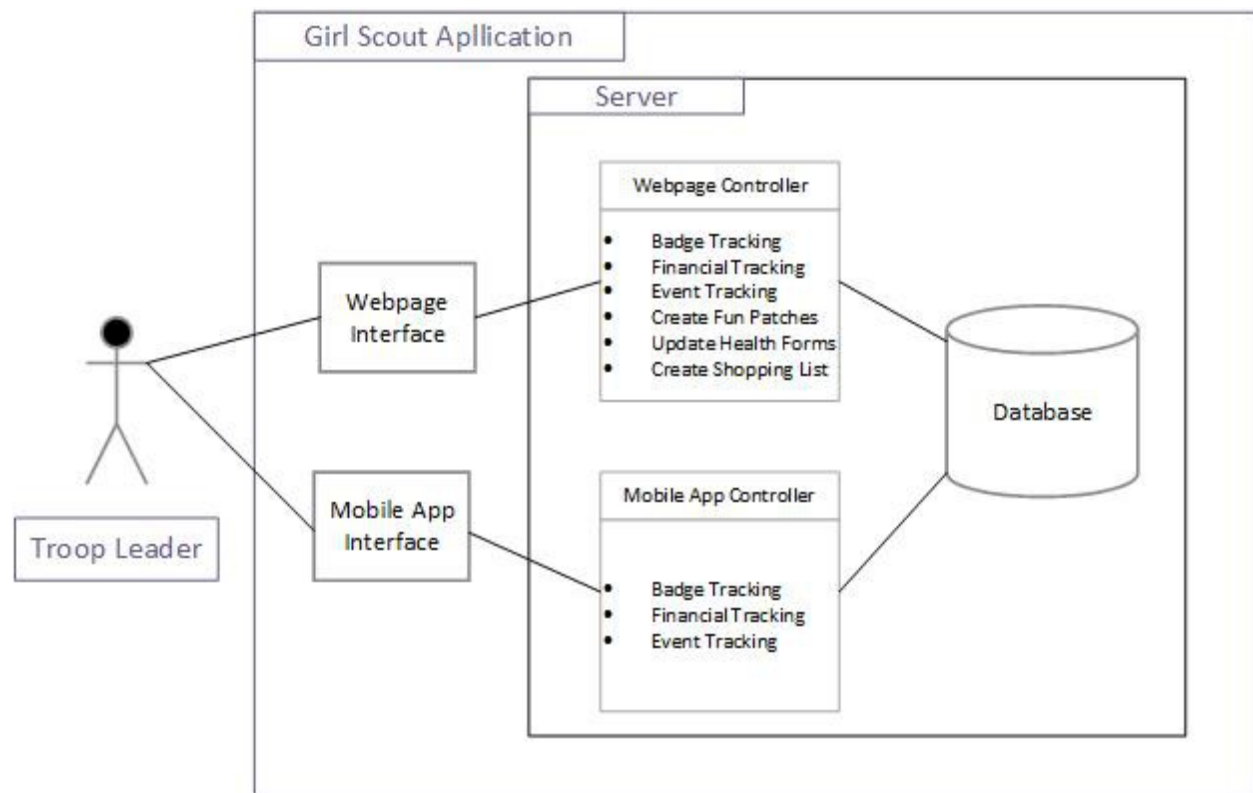 Girl Scout Apllication
Server
Webpage Controller
• Badge Tracking
• Financial Tracking
• Event Tracking
• Create Fun Patches
• Update Health Forms
• Create Shopping List
Webpage
Interface
Database
Mobile App Controller
• Badge Tracking
• Financial Tracking
• Event Tracking
Mobile App
Interface
Troop Leader